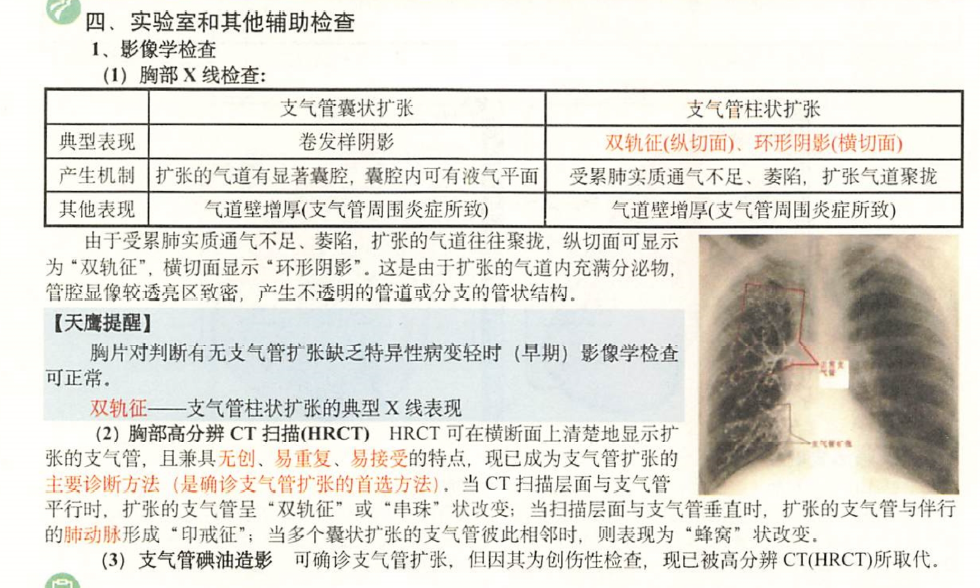 四、实验室和其他辅助检查
1、影像学检查
(1) 胸部 X 线检查:
支气管囊状扩张 支气管柱状扩张
典型表现 卷发样阴影 双轨征(纵切面)、环形阴影(横切面)
产生机制 扩张的气道有显著囊腔，囊腔内可有液气平面 受累肺实质通气不足、萎陷，扩张气道聚拢
其他表现 气道壁增厚(支气管周围炎症所致) 气道壁增厚(支气管周围炎症所致)
由于受累肺实质通气不足、萎陷，扩张的气道往往聚拢，纵切面可显示
为“双轨征”，横切面显示“环形阴影”。这是由于扩张的气道内充满分泌物，
管腔显像较透亮区致密，产生不透明的管道或分支的管状结构。
【天鹰提醒】
胸片对判断有无支气管扩张缺乏特异性病变轻时（早期）影像学检查
可正常。
双轨征——支气管柱状扩张的典型 X 线表现
(2) 胸部高分辨 CT 扫描(HRCT) HRCT 可在横断面上清楚地显示扩
张的支气管，且兼具无创、易重复、易接受的特点，现已成为支气管扩张的
主要诊断方法（是确诊支气管扩张的首选方法）。当 CT 扫描层面与支气管
平行时，扩张的支气管呈“双轨征”或“串珠”状改变；当扫描层面与支气管垂直时，扩张的支气管与伴行
的肺动脉形成“印戒征”；当多个囊状扩张的支气管彼此相邻时，则表现为“蜂窝”状改变。
(3) 支气管碘油造影 可确诊支气管扩张，但因其为创伤性检查，现已被高分辨 CT(HRCT)所取代。
正常支
气管
支气管扩张